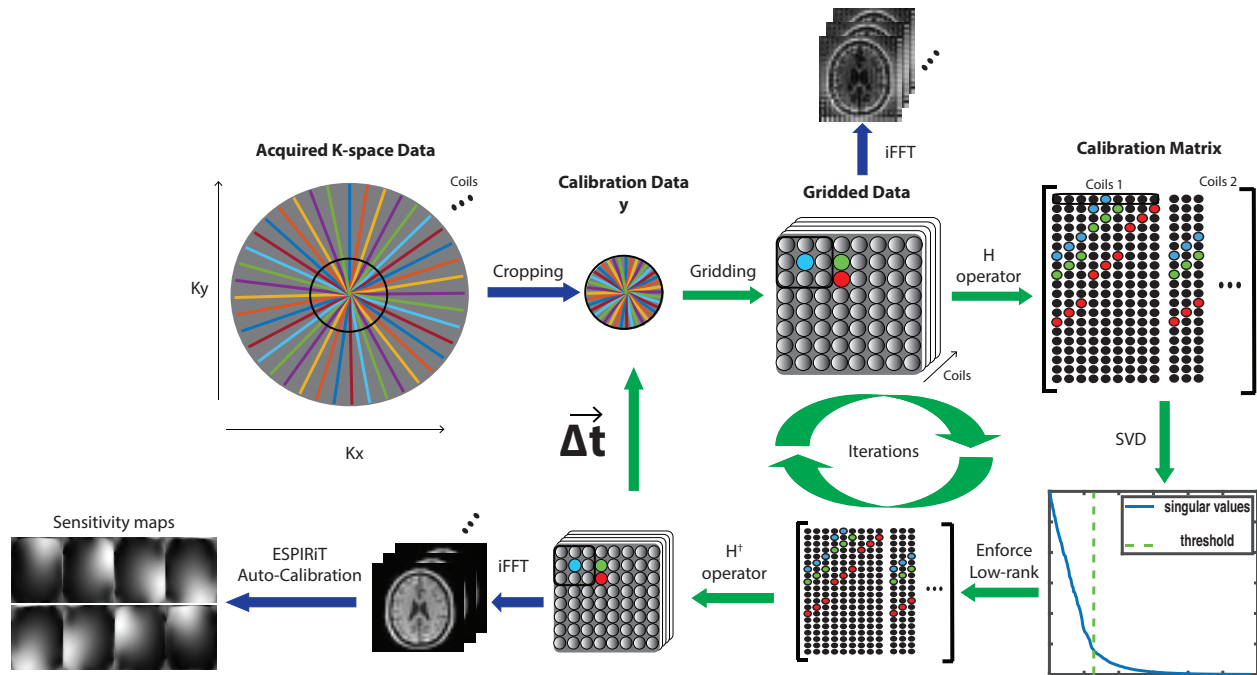 iFFT
Acquired K-space Data
Coils
Ky
Kx
Cropping
Calibration Data
y
Gridding
Gridded Data
Coils
H
operator
Calibration Matrix
Coils 1
Coils 2
SVD
singular values
threshold
Enforce
Low-rank
Iterations
H†
operator
Δt
iFFT
ESPIRiT
Auto-Calibration
Sensitivity maps